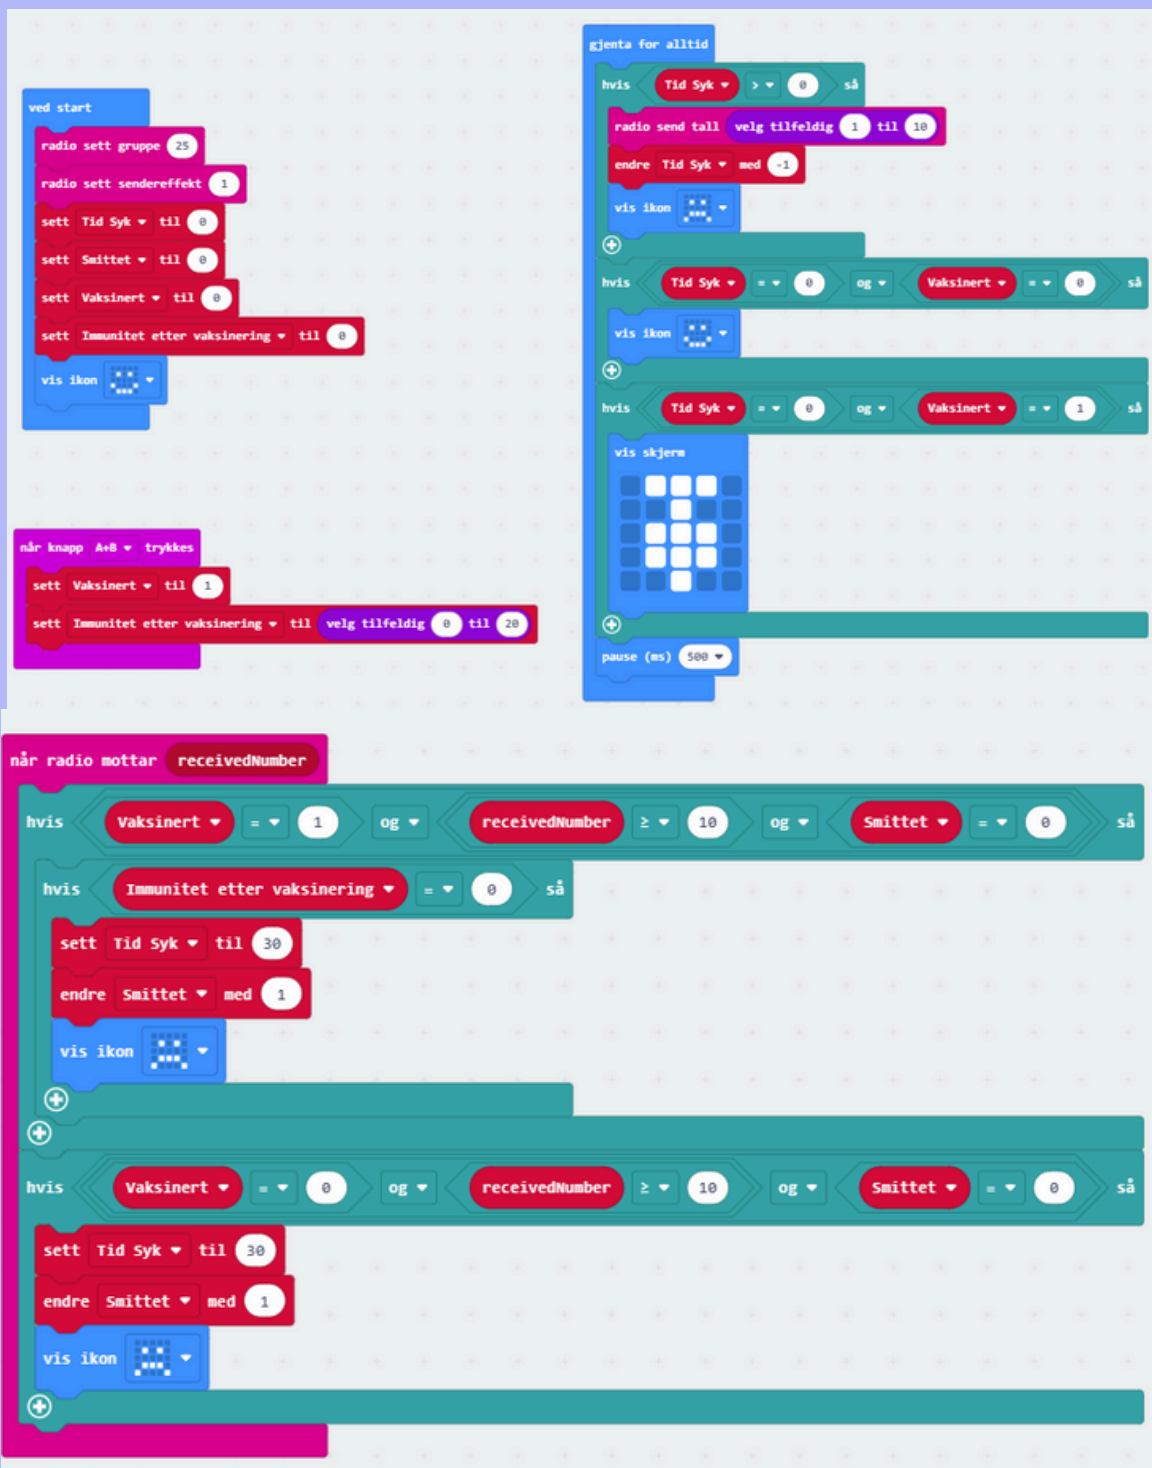 ved start
radio sett gruppe 25
radio sett sendereffekt 1
sett Tid Syk til 0
sett Smittet til 0
sett Vaksinert til 0
sett Immunitet etter vaksinering til 0
vis ikon
når knapp A+B trykkes
sett Vaksinert til 1
sett Immunitet etter vaksinering til velg tilfeldig 0 til 20
gjenta for alltid
hvis Tid Syk > 0 så
radio send tall velg tilfeldig 1 til 10
endre Tid Syk med -1
vis ikon
hvis Tid Syk = 0 og Vaksinert = 0 så
vis ikon
hvis Tid Syk = 0 og Vaksinert = 1 så
vis skjerm
pause (ms) 500
når radio mottar receivedNumber
hvis Vaksinert = 1 og receivedNumber ≥ 10 og Smittet = 0 så
hvis Immunitet etter vaksinering = 0 så
sett Tid Syk til 30
endre Smittet med 1
vis ikon
hvis Vaksinert = 0 og receivedNumber ≥ 10 og Smittet = 0 så
sett Tid Syk til 30
endre Smittet med 1
vis ikon